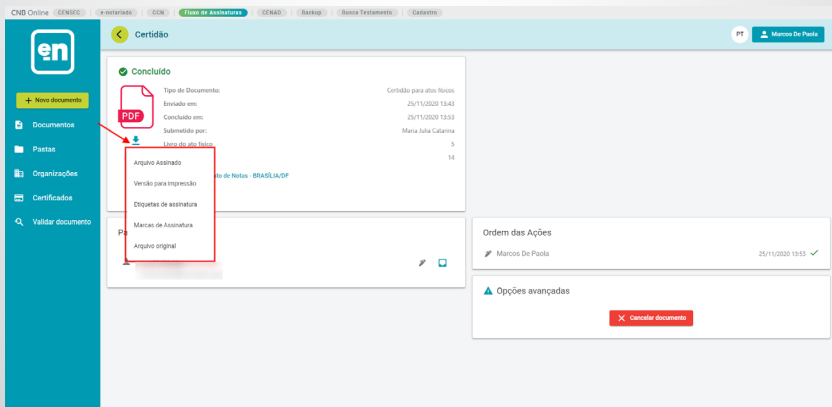 CNB Online CENSEC e-notariado CCN Fluxo de Assinaturas CENAD Backup Busca Testamento Cadastro
en
Certidão
PT
Marcos De Paola
+ Novo documento
Documentos
Pastas
Organizações
Certificados
Validar documento
Concluído
PDF
Tipo de Documento: Certidão para atos físicos
Enviado em: 25/11/2020 13:43
Concluído em: 25/11/2020 13:53
Submetido por: Maria Julia Catarina
Livro do ato físico 5
14
de Notas - BRASÍLIA/DF
Arquivo Assinado
Versão para Impressão
Etiquetas de assinatura
Marcas de Assinatura
Arquivo original
Pa
Ordem das Ações
Marcos De Paola 25/11/2020 13:53
Opções avançadas
Cancelar documento